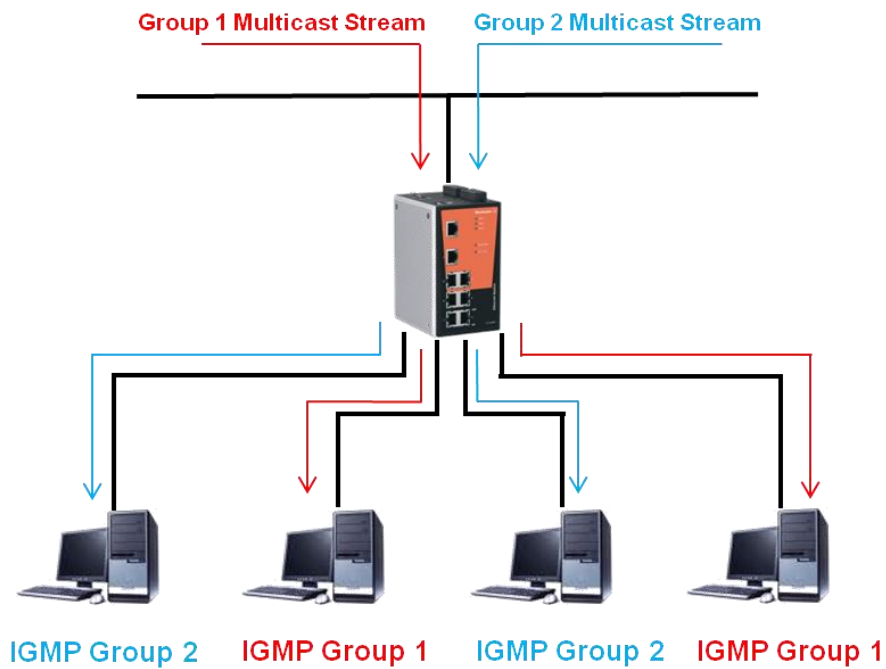 Group 1 Multicast Stream
Group 2 Multicast Stream
IGMP Group 2
IGMP Group 1
IGMP Group 2
IGMP Group 1